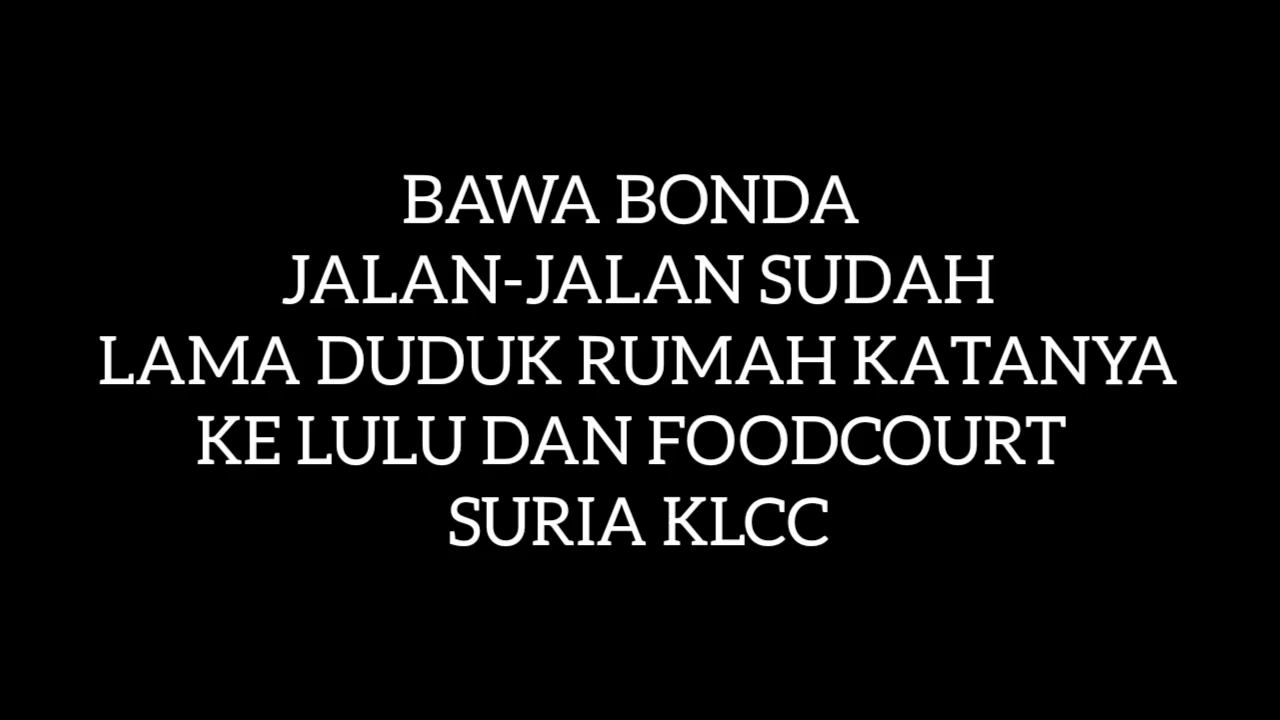 BAWA BONDA
JALAN-JALAN SUDAH
LAMA DUDUK RUMAH KATANYA
KE LULU DAN FOODCOURT
SURIA KLCC